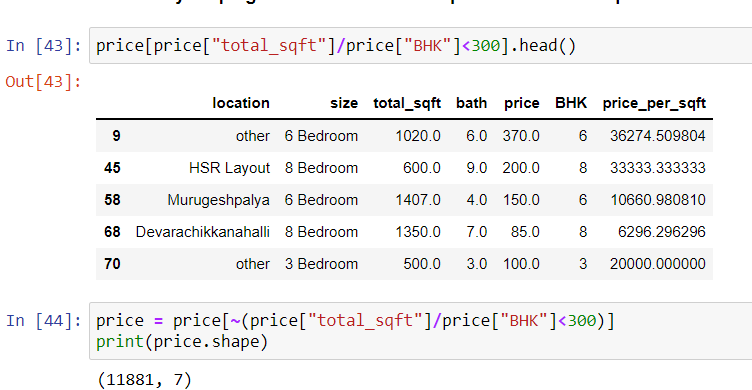 In [43]: price[price["total_sqft"]/price["BHK"]<300].head()
Out[43]:
location size total_sqft bath price BHK price_per_sqft
9 other 6 Bedroom 1020.0 6.0 370.0 6 36274.509804
45 HSR Layout 8 Bedroom 600.0 9.0 200.0 8 33333.333333
58 Murugeshpalya 6 Bedroom 1407.0 4.0 150.0 6 10660.980810
68 Devarachikkanahalli 8 Bedroom 1350.0 7.0 85.0 8 6296.296296
70 other 3 Bedroom 500.0 3.0 100.0 3 20000.000000
In [44]: price = price[~(price["total_sqft"]/price["BHK"]<300)]
print(price.shape)
(11881, 7)